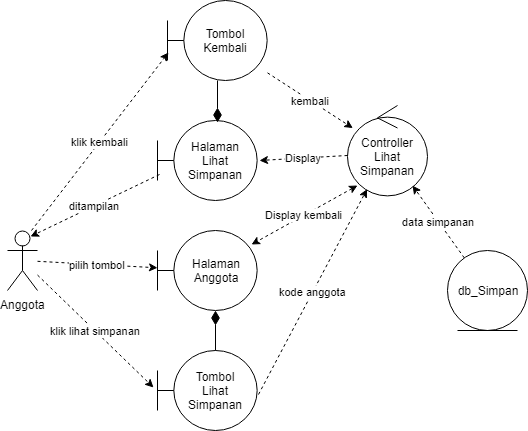 Tombol
Kembali
kembali
klik kembali
Halaman
Lihat
Simpanan
Display
Controller
Lihat
Simpanan
ditampilan
Display kembali
data simpanan
pilih tombol
Halaman
Anggota
Anggota
kode anggota
db_Simpan
klik lihat simpanan
Tombol
Lihat
Simpanan